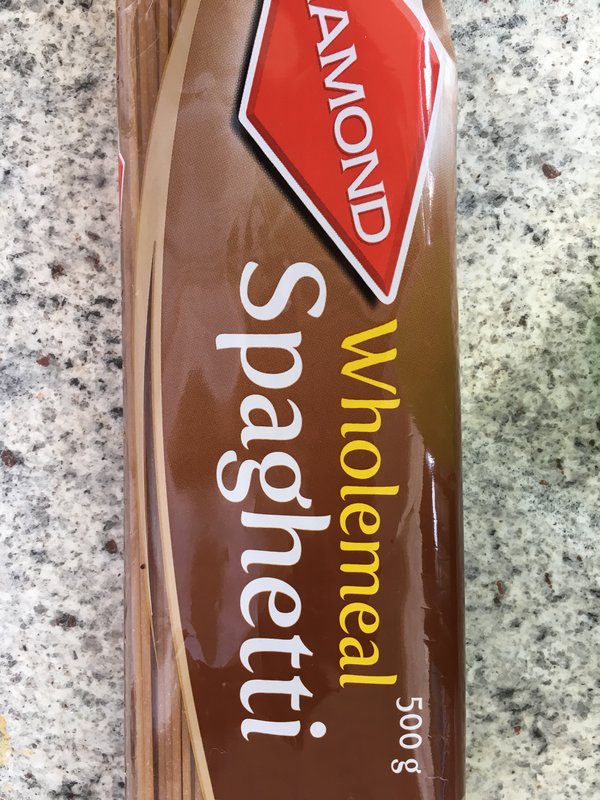 AMOND
Wholemeal
Spaghetti
500 g